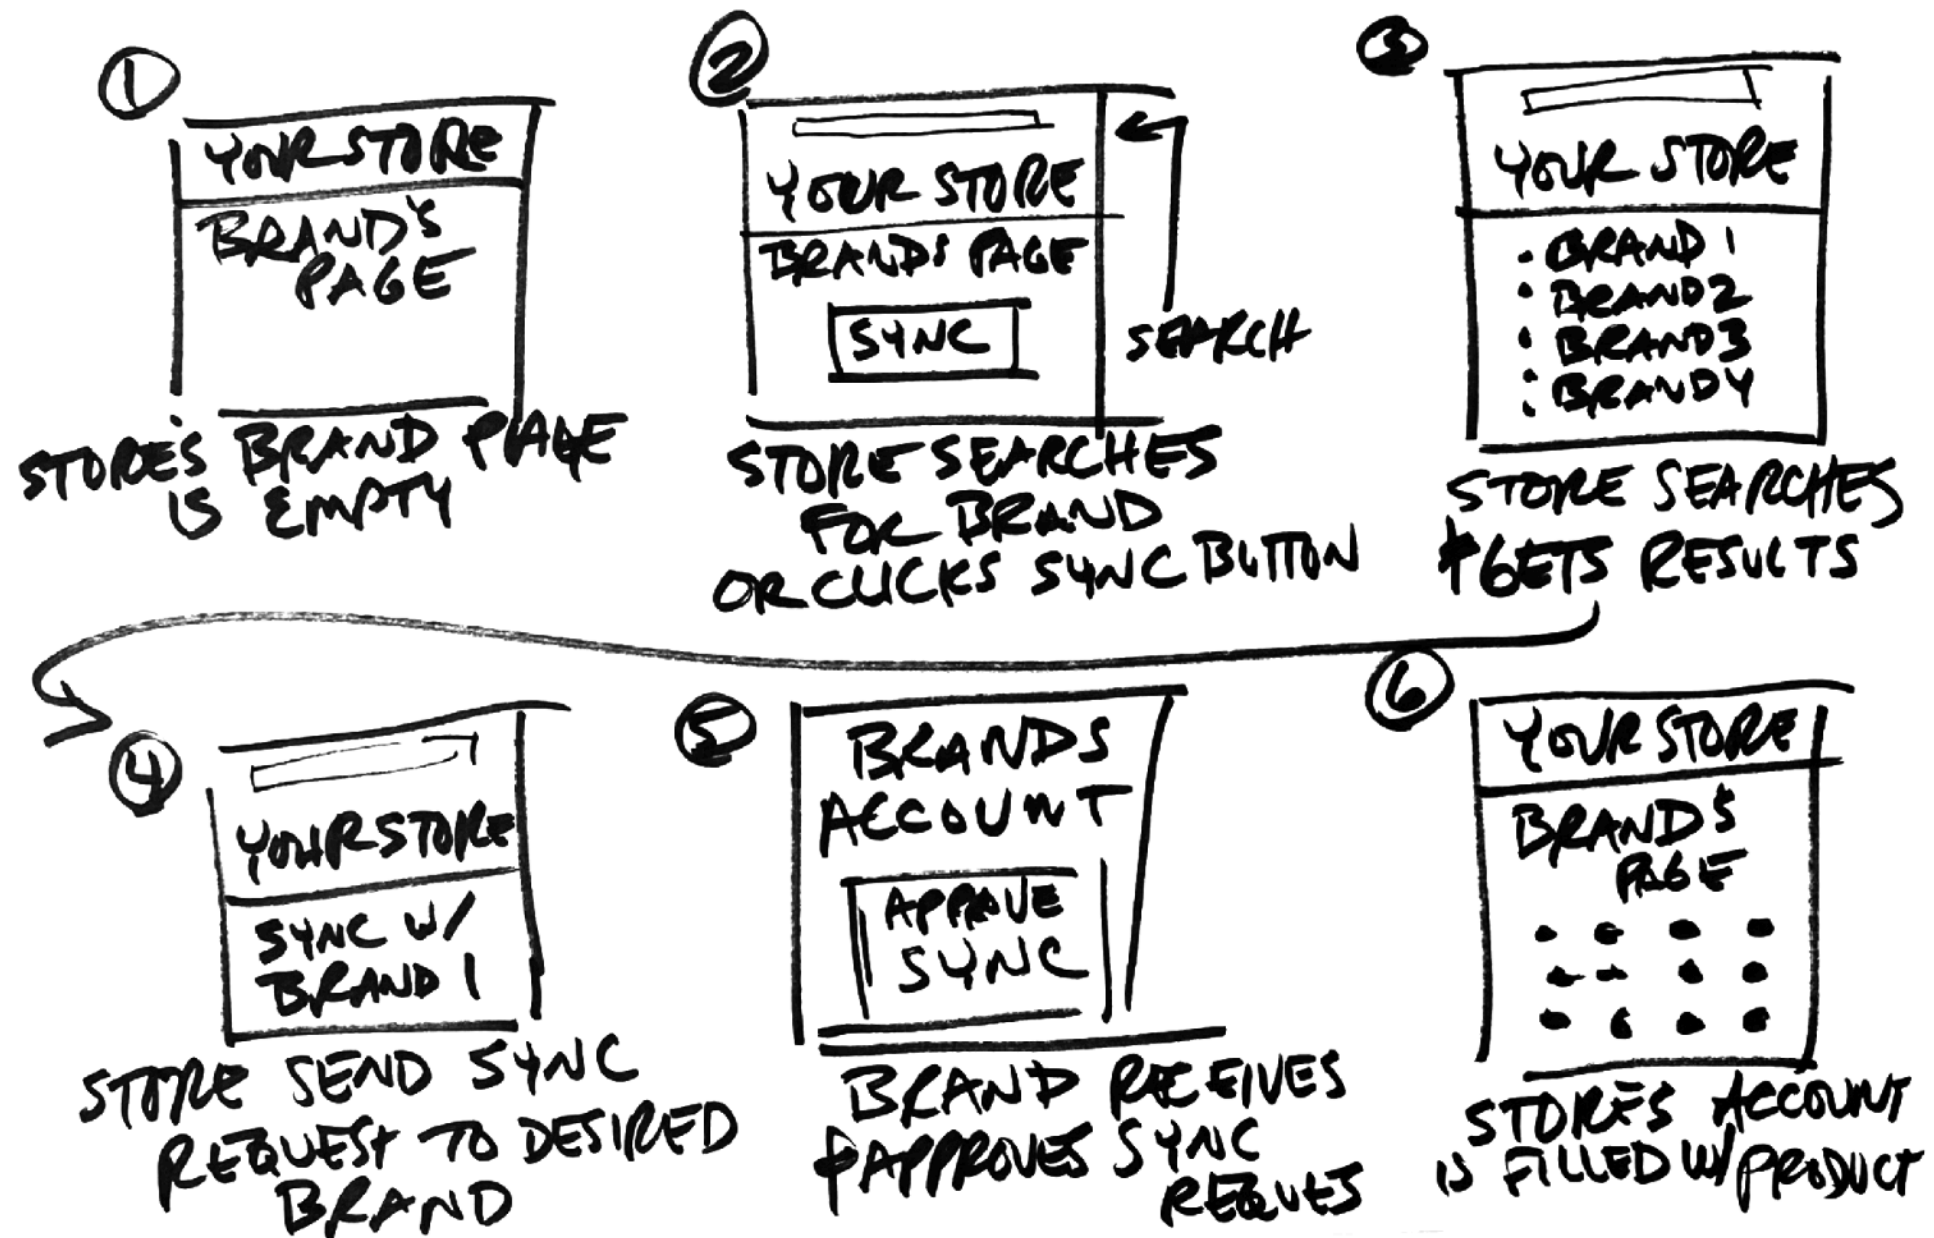 1
YOUR STORE
BRAND'S
PAGE
STORE'S BRAND PAGE
IS EMPTY
2
YOUR STORE
BRANDS PAGE
SYNC
SEARCH
STORE SEARCHES
FOR BRAND
OR CLICKS SYNC BUTTON
3
YOUR STORE
• BRAND 1
• BRAND 2
• BRAND 3
• BRAND 4
STORE SEARCHES
& GETS RESULTS
4
YOUR STORE
SYNC W/
BRAND 1
STORE SEND SYNC
REQUEST TO DESIRED
BRAND
5
BRANDS
ACCOUNT
APPROVE
SYNC
BRAND RECEIVES
& APPROVES SYNC
REQUES
6
YOUR STORE
BRAND'S
PAGE
STORE'S ACCOUNT
IS FILLED W/ PRODUCT